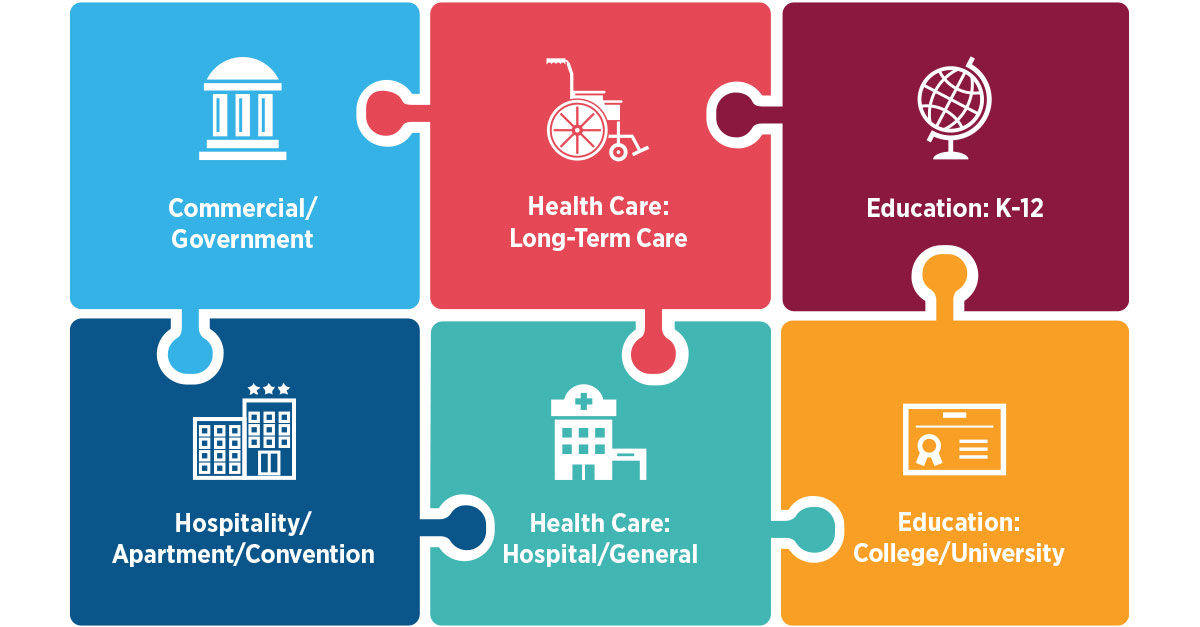 Commercial/
Government
Health Care:
Long-Term Care
Education: K-12
Hospitality/
Apartment/Convention
Health Care:
Hospital/General
Education:
College/University